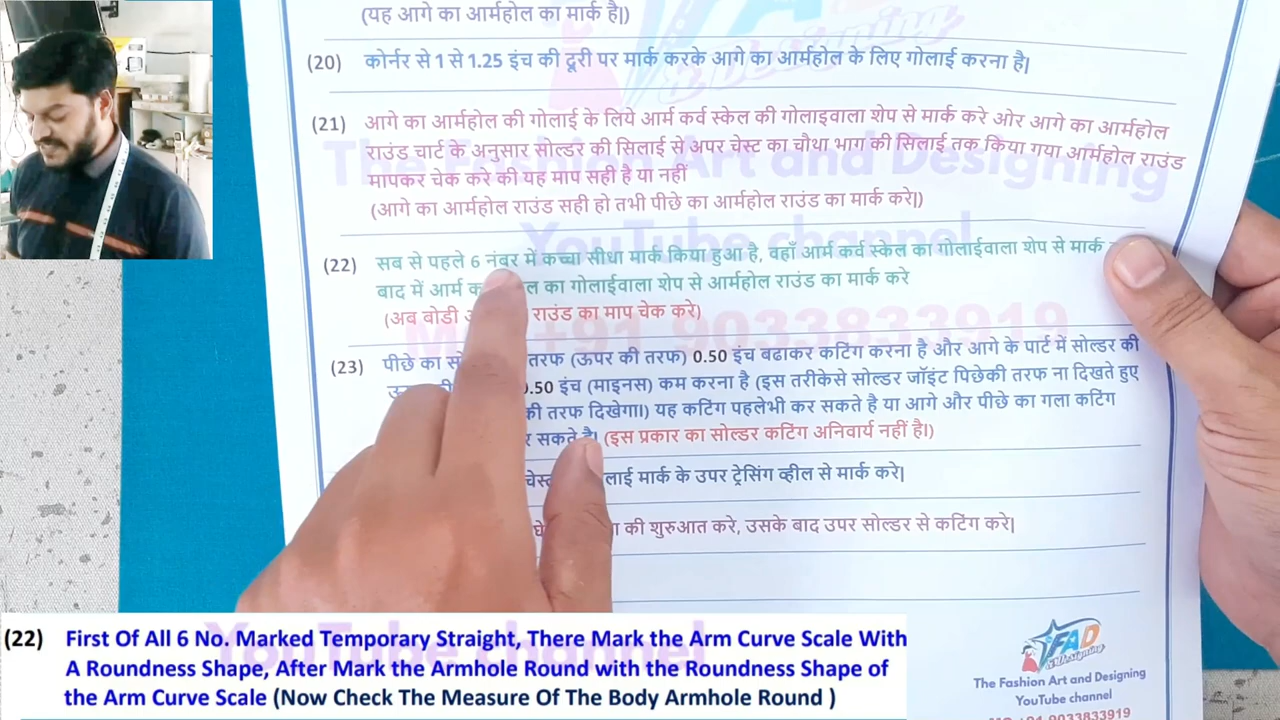 (यह आगे का आर्महोल का मार्क है|)
(20) कोर्नर से 1 से 1.25 इंच की दूरी पर मार्क करके आगे का आर्महोल के लिए गोलाई करना है|
(21) आगे का आर्महोल की गोलाई के लिये आर्म कर्व स्केल की गोलाइवाला शेप से मार्क करे ओर आगे का आर्महोल
राउंड चार्ट के अनुसार सोल्डर की सिलाई से अपर चेस्ट का चौथा भाग की सिलाई तक किया गया आर्महोल राउंड
मापकर चेक करे की यह माप सही है या नहीं
(आगे का आर्महोल राउंड सही हो तभी पीछे का आर्महोल राउंड का मार्क करे|)
(22) सब से पहले 6 नंबर में कच्चा सीधा मार्क किया हुआ है, वहाँ आर्म कर्व स्केल का गोलाईवाला शेप से मार्क
बाद में आर्म का गोलाईवाला शेप से आर्महोल राउंड का मार्क करे
(अब बोडी राउंड का माप चेक करे)
(23) पीछे का तरफ (ऊपर की तरफ) 0.50 इंच बढाकर कटिंग करना है और आगे के पार्ट में सोल्डर की
0.50 इंच (माइनस) कम करना है (इस तरीकेसे सोल्डर जॉइंट पिछेकी तरफ ना दिखते हुए
की तरफ दिखेगा।) यह कटिंग पहलेभी कर सकते है या आगे और पीछे का गला कटिंग
सकते है| (इस प्रकार का सोल्डर कटिंग अनिवार्य नहीं है।)
मार्क के उपर ट्रेसिंग व्हील से मार्क करे|
की शुरुआत करे, उसके बाद उपर सोल्डर से कटिंग करे|
The Fashion Art and Designing
YouTube channel
MO +91 9033833919
FAD
& Designing
The Fashion Art and Designing
YouTube channel
MO +91 9033833919
(22) First Of All 6 No. Marked Temporary Straight, There Mark the Arm Curve Scale With
A Roundness Shape, After Mark the Armhole Round with the Roundness Shape of
the Arm Curve Scale (Now Check The Measure Of The Body Armhole Round )